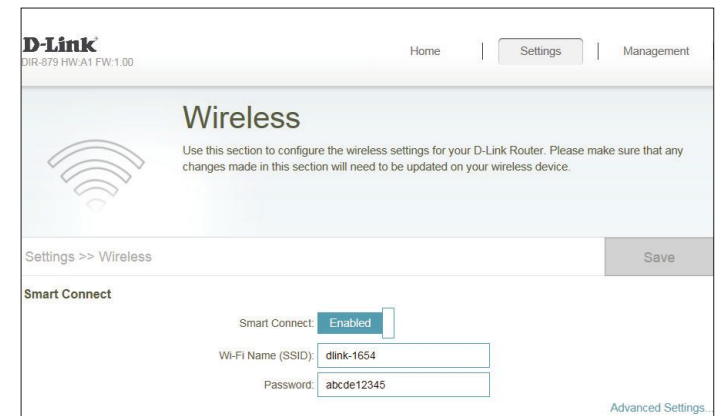 D-Link
DIR-879 HW:A1 FW:1.00
Home | Settings | Management
Wireless
Use this section to configure the wireless settings for your D-Link Router. Please make sure that any
changes made in this section will need to be updated on your wireless device.
Settings >> Wireless
Save
Smart Connect
Smart Connect: Enabled
Wi-Fi Name (SSID): dlink-1654
Password: abcde12345
Advanced Settings...